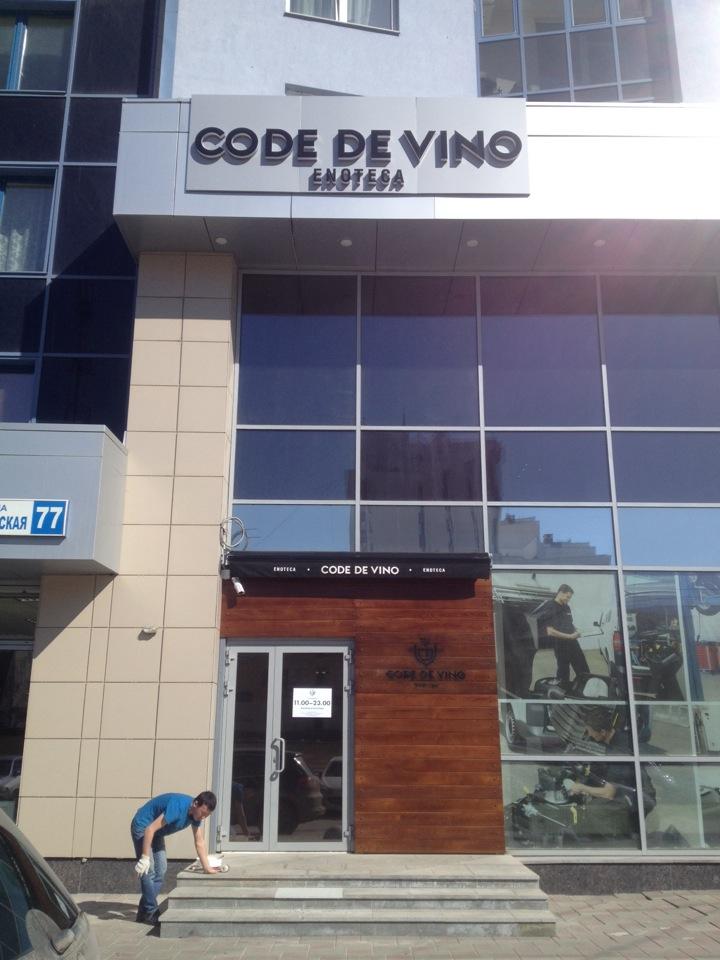 CODE DE VINO
ENOTECA
СКАЯ 77
ENOTECA • CODE DE VINO • ENOTECA
CODE DE VINO
11.00–23.00